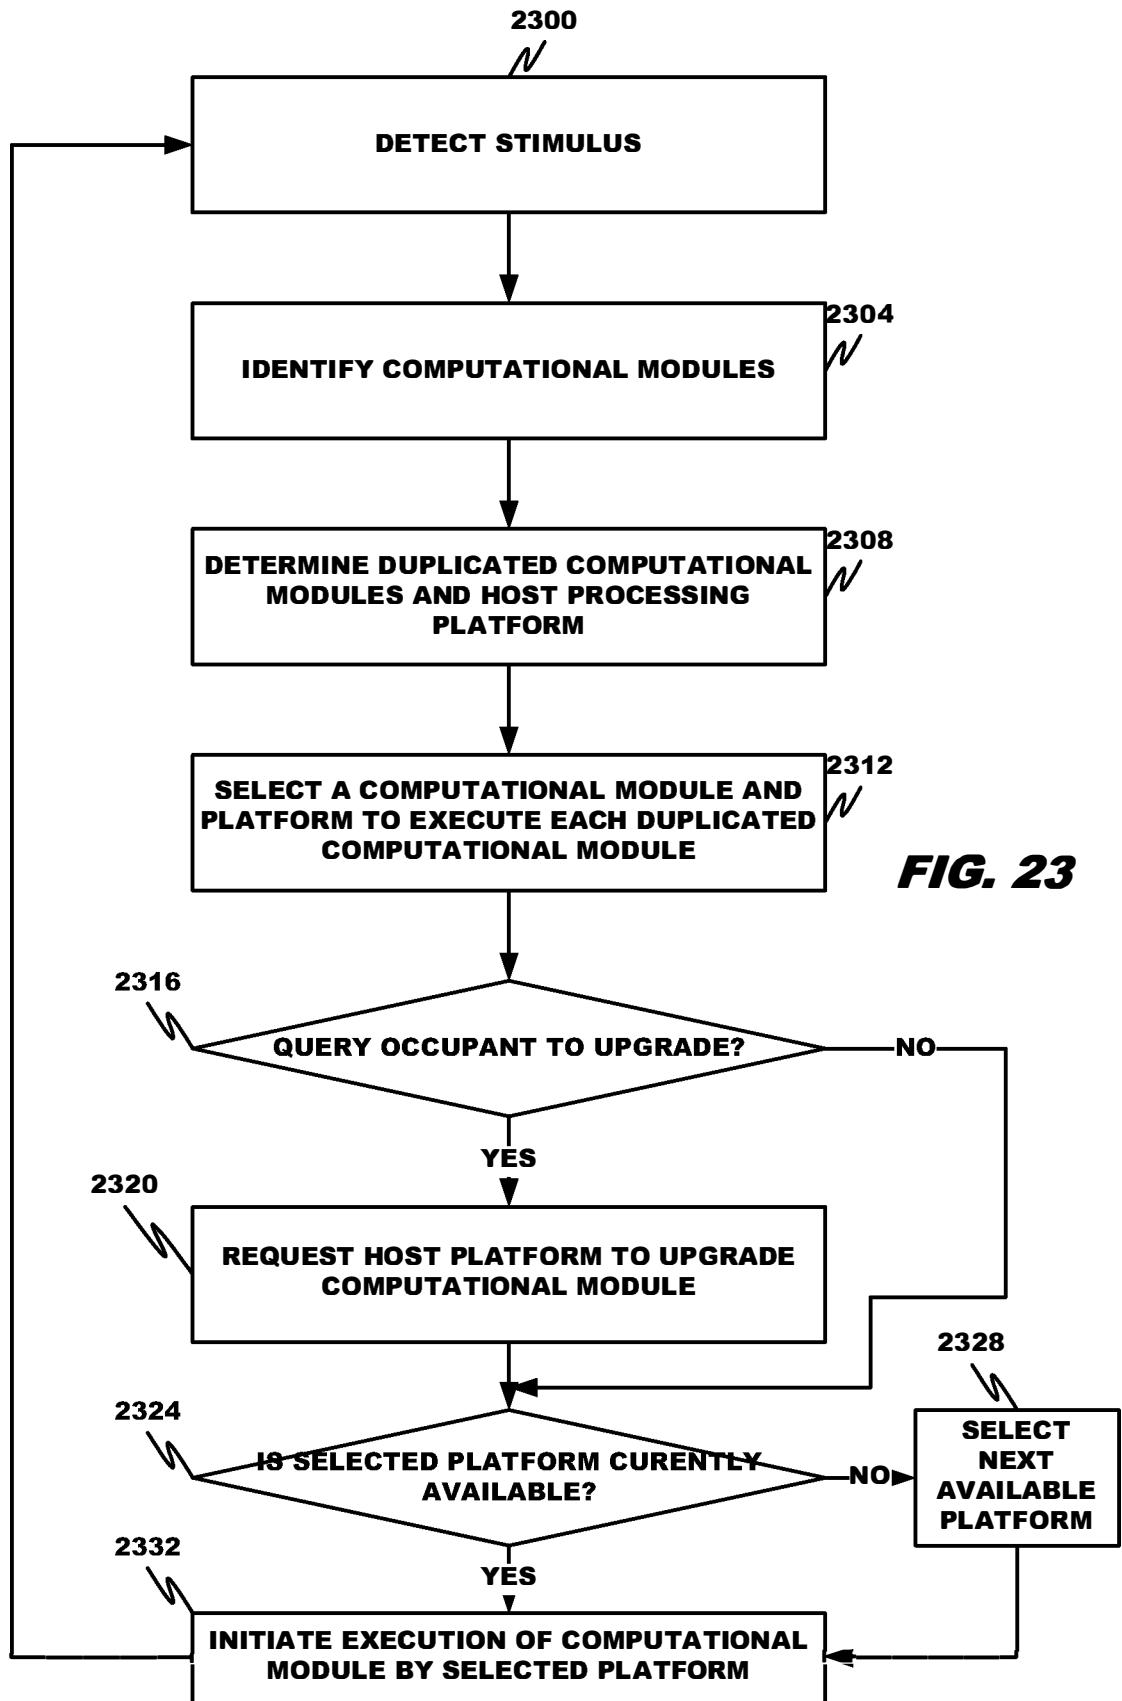 2300
DETECT STIMULUS
2304
IDENTIFY COMPUTATIONAL MODULES
2308
DETERMINE DUPLICATED COMPUTATIONAL
MODULES AND HOST PROCESSING
PLATFORM
2312
SELECT A COMPUTATIONAL MODULE AND
PLATFORM TO EXECUTE EACH DUPLICATED
COMPUTATIONAL MODULE
FIG. 23
2316
QUERY OCCUPANT TO UPGRADE?
NO
YES
2320
REQUEST HOST PLATFORM TO UPGRADE
COMPUTATIONAL MODULE
2324
IS SELECTED PLATFORM CURENTLY
AVAILABLE?
NO
2328
SELECT
NEXT
AVAILABLE
PLATFORM
YES
2332
INITIATE EXECUTION OF COMPUTATIONAL
MODULE BY SELECTED PLATFORM